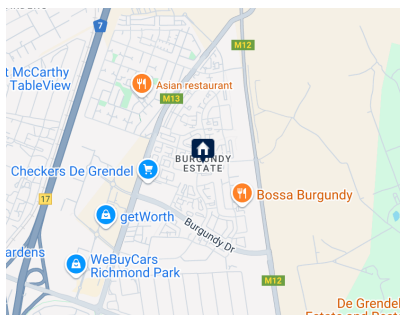 7
M12
t McCarthy
TableView
Asian restaurant
M13
BURGUNDY
ESTATE
Checkers De Grendel
17
Bossa Burgundy
getWorth
Burgundy Dr
ardens
WeBuyCars
Richmond Park
M12
De Grendel